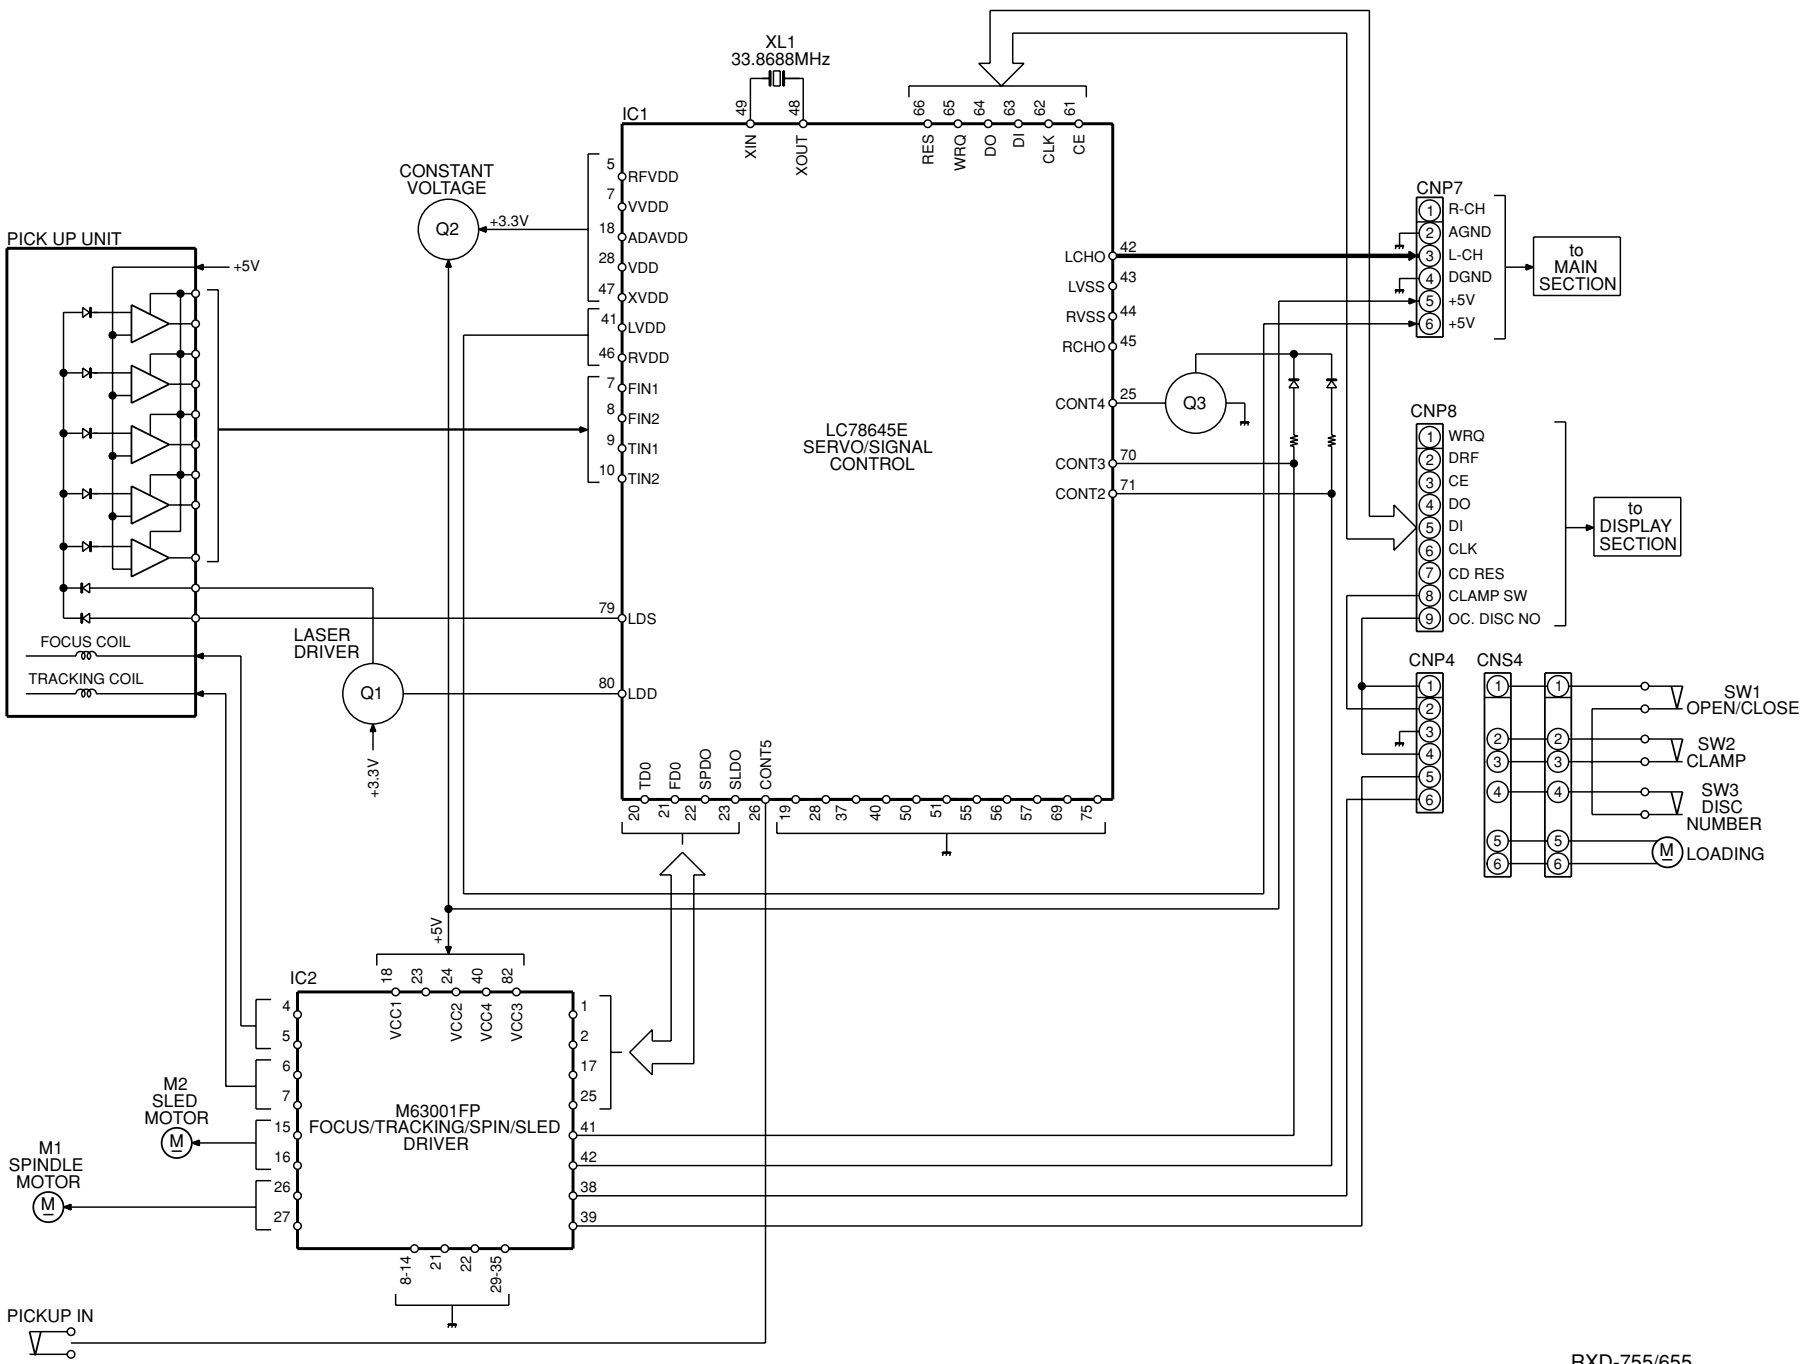 XL1
33.8688MHz
IC1
49
48
66
65
64
63
62
61
XIN
XOUT
RES
WRQ
DO
DI
CLK
CE
CONSTANT
VOLTAGE
Q2
+3.3V
5
RFVDD
7
VVDD
18
ADAVDD
28
VDD
47
XVDD
41
LVDD
46
RVDD
7
FIN1
8
FIN2
9
TIN1
10
TIN2
79
LDS
80
LDD
PICK UP UNIT
+5V
FOCUS COIL
TRACKING COIL
LASER
DRIVER
Q1
+3.3V
LC78645E
SERVO/SIGNAL
CONTROL
LCHO
42
LVSS
43
RVSS
44
RCHO
45
CONT4
25
Q3
CONT3
70
CONT2
71
TD0
FD0
SPDO
SLDO
CONT5
20
21
22
23
26
19
28
37
40
50
51
55
56
57
69
75
CNP7
1 R-CH
2 AGND
3 L-CH
4 DGND
5 +5V
6 +5V
to
MAIN
SECTION
CNP8
1 WRQ
2 DRF
3 CE
4 DO
5 DI
6 CLK
7 CD RES
8 CLAMP SW
9 OC. DISC NO
to
DISPLAY
SECTION
CNP4
1
2
3
4
5
6
CNS4
1 1
2 2
3 3
4 4
5 5
6 6
SW1
OPEN/CLOSE
SW2
CLAMP
SW3
DISC
NUMBER
M LOADING
+5V
IC2
18
23
24
40
82
VCC1
VCC2
VCC4
VCC3
4
5
6
7
15
16
26
27
1
2
17
25
41
42
38
39
M63001FP
FOCUS/TRACKING/SPIN/SLED
DRIVER
8-14
21
22
29-35
M2
SLED
MOTOR
M
M1
SPINDLE
MOTOR
M
PICKUP IN
RXD-755/655